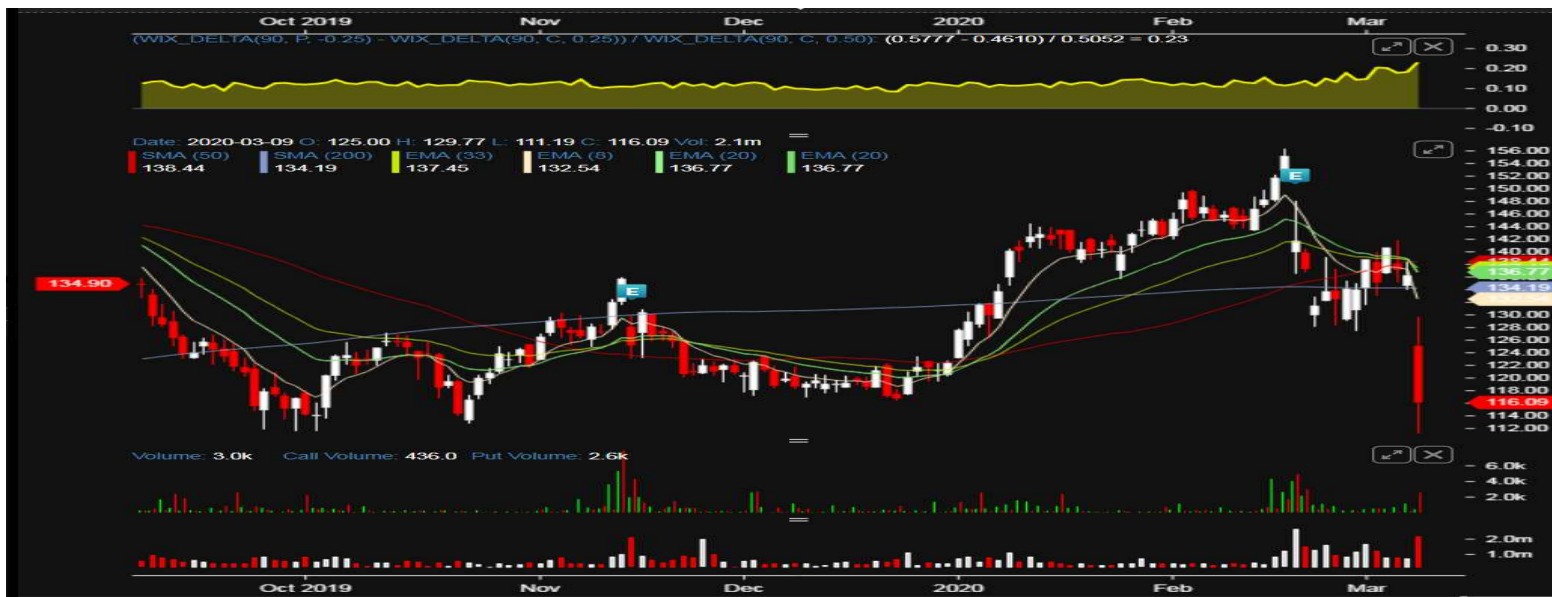 Oct 2019 Nov Dec 2020 Feb Mar
(WIX_DELTA(90, P, -0.25) - WIX_DELTA(90, C, 0.25)) / WIX_DELTA(90, C, 0.50): (0.5777 - 0.4610) / 0.5052 = 0.23
0.30
0.20
0.10
0.00
-0.10
Date: 2020-03-09 O: 125.00 H: 129.77 L: 111.19 C: 116.09 Vol: 2.1m
SMA (50) SMA (200) EMA (33) EMA (8) EMA (20) EMA (20)
138.44 134.19 137.45 132.54 136.77 136.77
156.00
154.00
152.00
E
150.00
148.00
146.00
144.00
142.00
140.00
138.44
136.77
134.90
134.19
E
132.54
130.00
128.00
126.00
124.00
122.00
120.00
118.00
116.09
114.00
112.00
Volume: 3.0k Call Volume: 436.0 Put Volume: 2.6k
6.0k
4.0k
2.0k
2.0m
1.0m
Oct 2019 Nov Dec 2020 Feb Mar